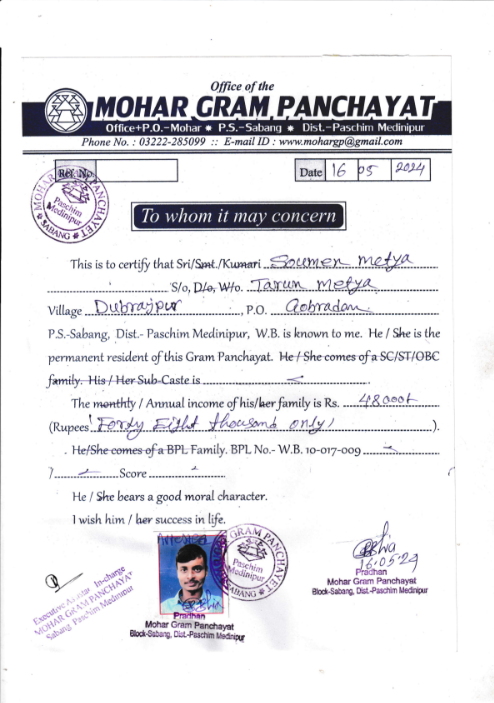 Office of the
MOHAR GRAM PANCHAYAT
Office+P.O.-Mohar * P.S.-Sabang * Dist.-Paschim Medinipur
Phone No. : 03222-285099 :: E-mail ID : www.mohargp@gmail.com
Ref. No.
Date 16 05 2024
MOHAR GRAM PANCHAYET
Paschim
Medinipur
SABANG
To whom it may concern
This is to certify that Sri/Smt./Kumari Soumen Metya
S/o, D/o, W/o. Tarun Metya
Village Dubrajpur P.O. Gobradan
P.S.-Sabang, Dist.- Paschim Medinipur, W.B. is known to me. He / She is the
permanent resident of this Gram Panchayat. He / She comes of a SC/ST/OBC
family. His / Her Sub-Caste is
The monthly / Annual income of his/her family is Rs. 48000/-
(Rupees Forty Eight thousand only/ ).
He/She comes of a BPL Family. BPL No.- W.B. 10-017-009
/ Score
He / She bears a good moral character.
I wish him / her success in life.
Attested
GRAM PANCHAYET
Paschim
Medinipur
SABANG
16.05.24
Pradhan
Mohar Gram Panchayat
Block-Sabang, Dist.-Paschim Medinipur
Executive Assistant In-charge
MOHAR GRAM PANCHAYAT
Sabang Paschim Medinipur
Pradhan
Mohar Gram Panchayat
Block-Sabang, Dist.-Paschim Medinipur